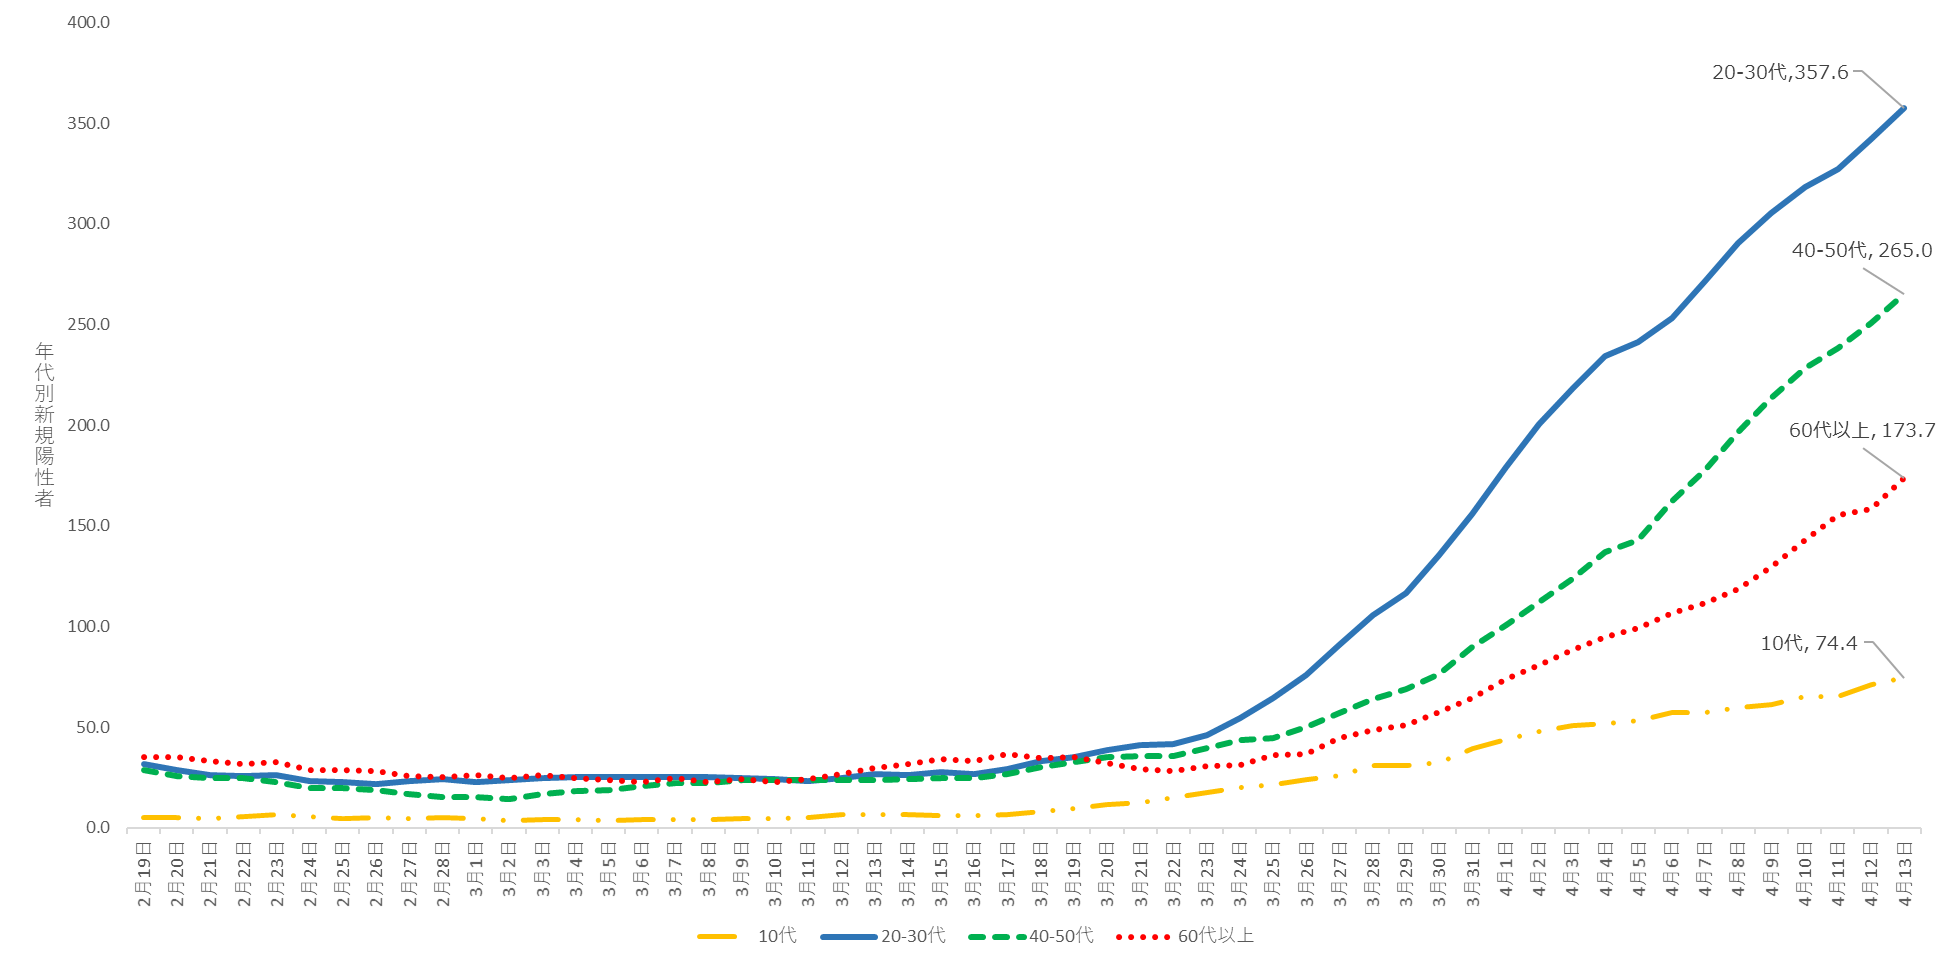 400.0
350.0
300.0
250.0
200.0
150.0
100.0
50.0
0.0
年代別新規陽性者
20-30代,357.6
40-50代, 265.0
60代以上, 173.7
10代, 74.4
2月19日
2月20日
2月21日
2月22日
2月23日
2月24日
2月25日
2月26日
2月27日
2月28日
3月1日
3月2日
3月3日
3月4日
3月5日
3月6日
3月7日
3月8日
3月9日
3月10日
3月11日
3月12日
3月13日
3月14日
3月15日
3月16日
3月17日
3月18日
3月19日
3月20日
3月21日
3月22日
3月23日
3月24日
3月25日
3月26日
3月27日
3月28日
3月29日
3月30日
3月31日
4月1日
4月2日
4月3日
4月4日
4月5日
4月6日
4月7日
4月8日
4月9日
4月10日
4月11日
4月12日
4月13日
10代 20-30代 40-50代 60代以上